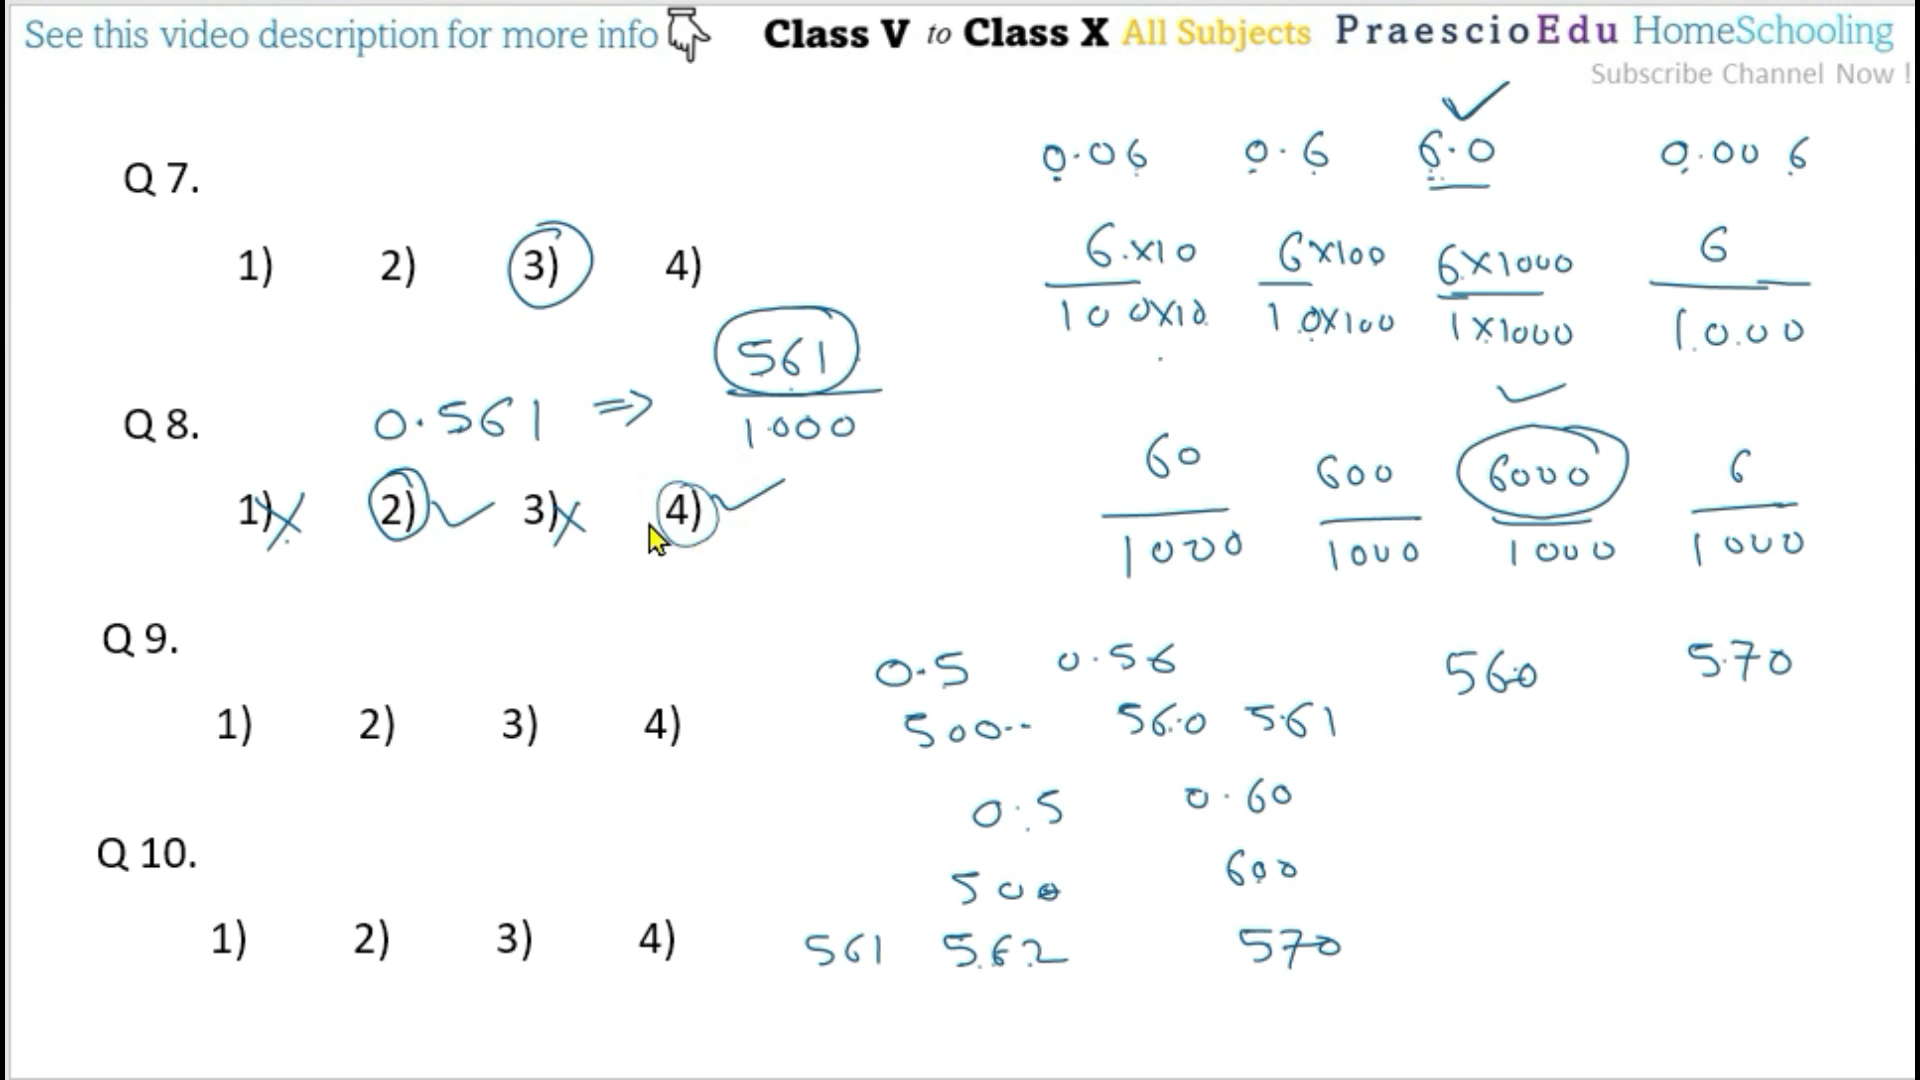 See this video description for more info Class V to Class X All Subjects PraescioEdu HomeSchooling
Subscribe Channel Now !
Q 7.
0.06 0.6 6.0 0.006
1) 2) 3) 4)
6×10 6×100 6×1000 6
100×10 10×100 1×1000 1000
561
Q 8. 0.561 ⇒ 1000
60 600 6000 6
1) 2) 3) 4)
1000 1000 1000 1000
Q 9.
0.5 0.56 560 570
1) 2) 3) 4) 500 560 561
0.5 0.60
Q 10.
500 600
1) 2) 3) 4) 561 562 570